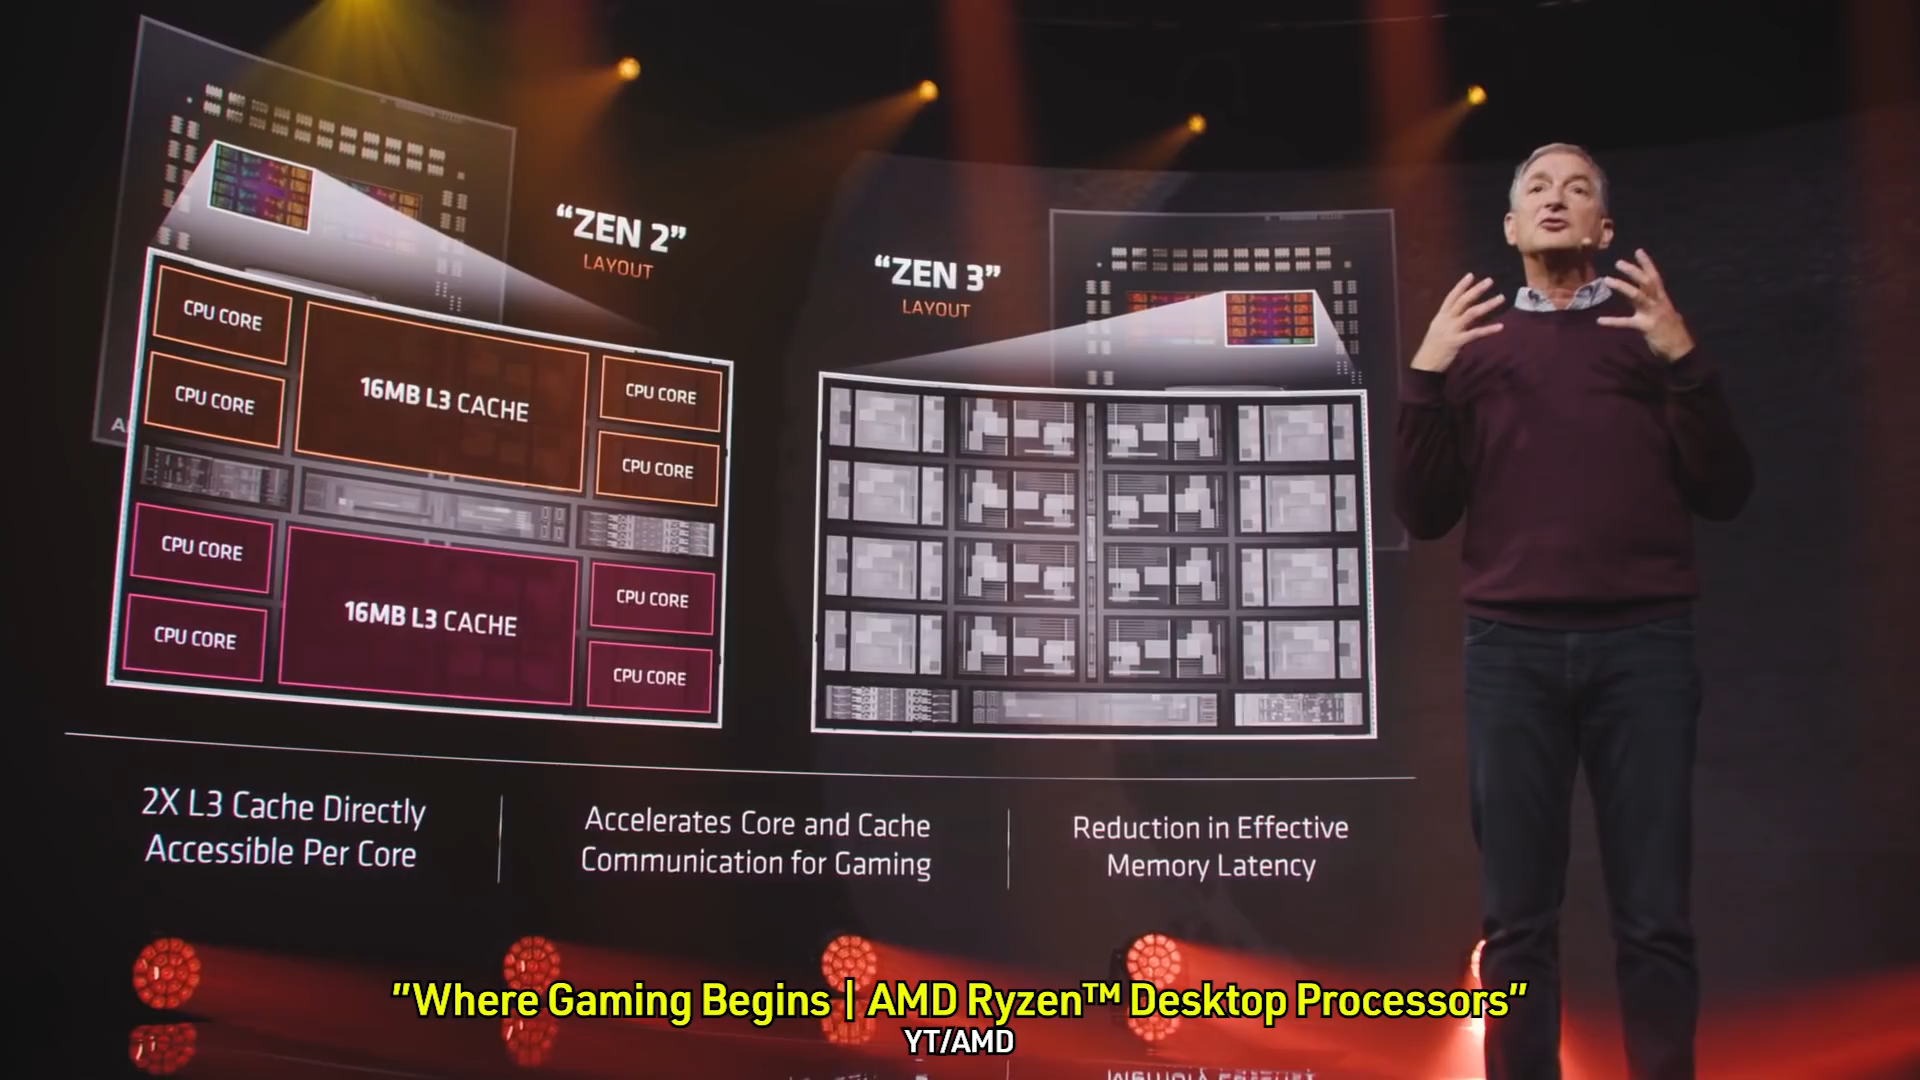 “ZEN 2”
LAYOUT
CPU CORE
CPU CORE
16MB L3 CACHE
CPU CORE
CPU CORE
CPU CORE
CPU CORE
16MB L3 CACHE
CPU CORE
CPU CORE
“ZEN 3”
LAYOUT
2X L3 Cache Directly
Accessible Per Core
Accelerates Core and Cache
Communication for Gaming
Reduction in Effective
Memory Latency
"Where Gaming Begins | AMD Ryzen™ Desktop Processors"
YT/AMD